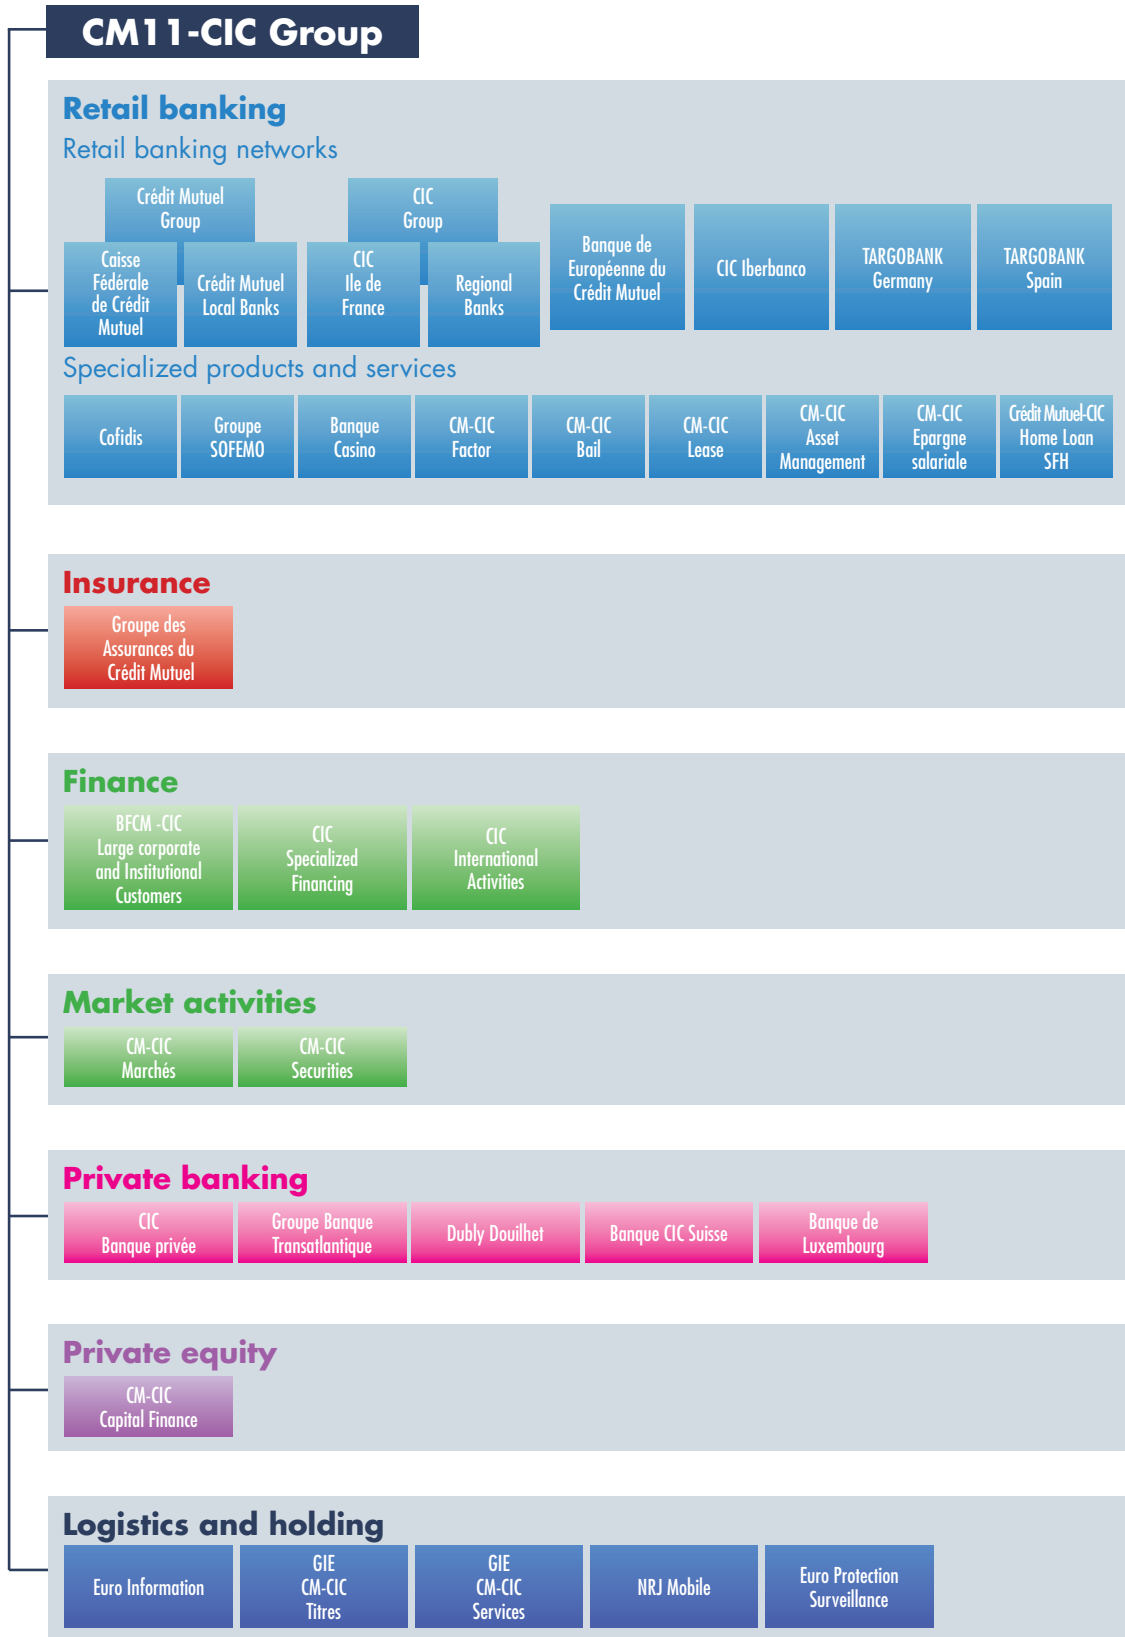 CM11-CIC Group
Retail banking
Retail banking networks
Crédit Mutuel
Group
Caisse
Fédérale
de Crédit
Mutuel
Crédit Mutuel
Local Banks
CIC
Group
CIC
Ile de
France
Regional
Banks
Banque de
Européenne du
Crédit Mutuel
CIC Iberbanco
TARGOBANK
Germany
TARGOBANK
Spain
Specialized products and services
Cofidis
Groupe
SOFEMO
Banque
Casino
CM-CIC
Factor
CM-CIC
Bail
CM-CIC
Lease
CM-CIC
Asset
Management
CM-CIC
Epargne
salariale
Crédit Mutuel-CIC
Home Loan
SFH
Insurance
Groupe des
Assurances du
Crédit Mutuel
Finance
BFCM -CIC
Large corporate
and Institutional
Customers
CIC
Specialized
Financing
CIC
International
Activities
Market activities
CM-CIC
Marchés
CM-CIC
Securities
Private banking
CIC
Banque privée
Groupe Banque
Transatlantique
Dubly Douilhet
Banque CIC Suisse
Banque de
Luxembourg
Private equity
CM-CIC
Capital Finance
Logistics and holding
Euro Information
GIE
CM-CIC
Titres
GIE
CM-CIC
Services
NRJ Mobile
Euro Protection
Surveillance